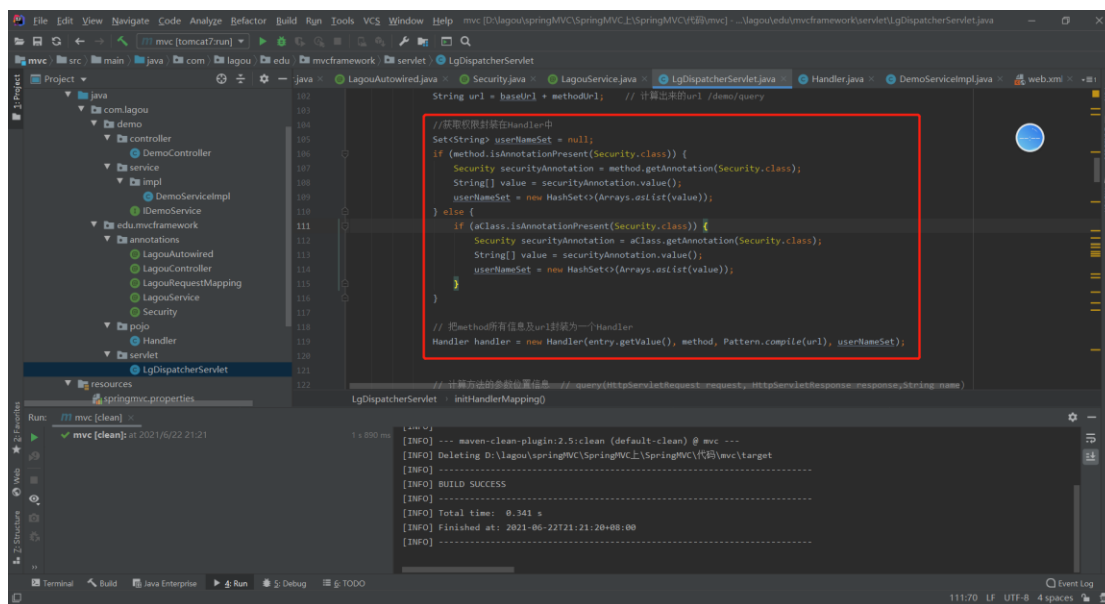 File Edit View Navigate Code Analyze Refactor Build Run Tools VCS Window Help mvc [D:\lagou\springMVC\SpringMVC上\SpringMVC\代码\mvc] - ...\lagou\edu\mvcframework\servlet\LgDispatcherServlet.java
mvc [tomcat7:run]
mvc src main java com lagou edu mvcframework servlet LgDispatcherServlet
Project
.java LagouAutowired.java Security.java LagouService.java LgDispatcherServlet.java Handler.java DemoServiceImpl.java web.xml
1: Project
java
com.lagou
demo
controller
DemoController
service
impl
DemoServiceImpl
IDemoService
edu.mvcframework
annotations
LagouAutowired
LagouController
LagouRequestMapping
LagouService
Security
pojo
Handler
servlet
LgDispatcherServlet
resources
springmvc.properties
102 String url = baseUrl + methodUrl; // 计算出来的url /demo/query
103
104 //获取权限封装在Handler中
105 Set<String> userNameSet = null;
106 if (method.isAnnotationPresent(Security.class)) {
107 Security securityAnnotation = method.getAnnotation(Security.class);
108 String[] value = securityAnnotation.value();
109 userNameSet = new HashSet<>(Arrays.asList(value));
110 } else {
111 if (aClass.isAnnotationPresent(Security.class)) {
112 Security securityAnnotation = aClass.getAnnotation(Security.class);
113 String[] value = securityAnnotation.value();
114 userNameSet = new HashSet<>(Arrays.asList(value));
115 }
116 }
117
118 // 把method所有信息及url封装为一个Handler
119 Handler handler = new Handler(entry.getValue(), method, Pattern.compile(url), userNameSet);
120
121
122 // 计算方法的参数位置信息 // query(HttpServletRequest request, HttpServletResponse response,String name)
LgDispatcherServlet initHandlerMapping()
2: Favorites
Web
Z: Structure
Run: mvc [clean]
mvc [clean]: at 2021/6/22 21:21 1 s 890 ms
[INFO]
[INFO] --- maven-clean-plugin:2.5:clean (default-clean) @ mvc ---
[INFO] Deleting D:\lagou\springMVC\SpringMVC上\SpringMVC\代码\mvc\target
[INFO] ------------------------------------------------------------------------
[INFO] BUILD SUCCESS
[INFO] ------------------------------------------------------------------------
[INFO] Total time: 0.341 s
[INFO] Finished at: 2021-06-22T21:21:20+08:00
[INFO] ------------------------------------------------------------------------
Terminal Build Java Enterprise 4: Run 5: Debug 6: TODO Event Log
111:70 LF UTF-8 4 spaces